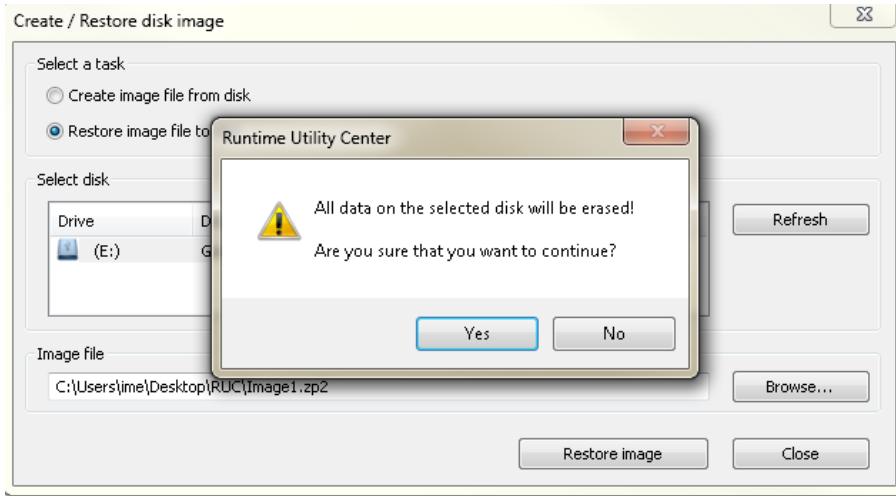 Create / Restore disk image
Select a task
Create image file from disk
Restore image file to
Runtime Utility Center
All data on the selected disk will be erased!
Are you sure that you want to continue?
Yes
No
Select disk
Drive
D
(E:)
G
Refresh
Image file
C:\Users\ime\Desktop\RUC\Image1.zp2
Browse...
Restore image
Close